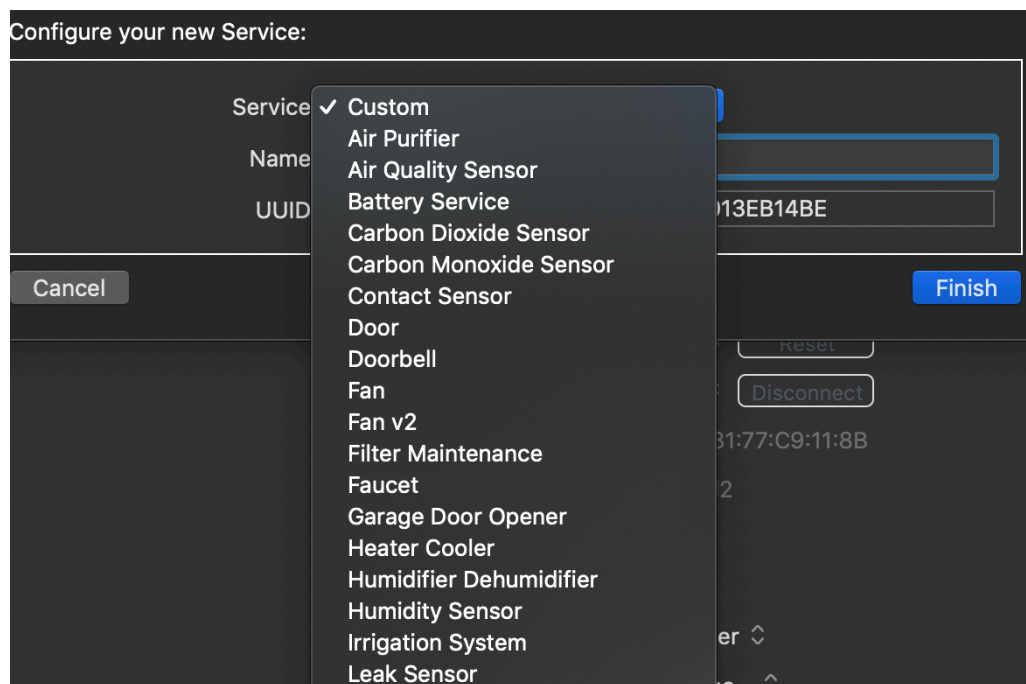 Configure your new Service:
Service
✓ Custom
Air Purifier
Name
Air Quality Sensor
Battery Service
UUID
13EB14BE
Carbon Dioxide Sensor
Carbon Monoxide Sensor
Cancel
Finish
Contact Sensor
Door
Reset
Doorbell
Fan
Disconnect
Fan v2
Filter Maintenance
31:77:C9:11:8B
Faucet
2
Garage Door Opener
Heater Cooler
Humidifier Dehumidifier
Humidity Sensor
Irrigation System
er
Leak Sensor